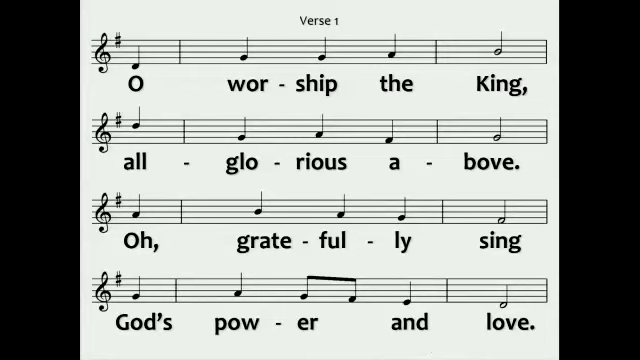 Verse 1
O wor - ship the King,
all - glo - rious a - bove.
Oh, grate - ful - ly sing
God's pow - er and love.